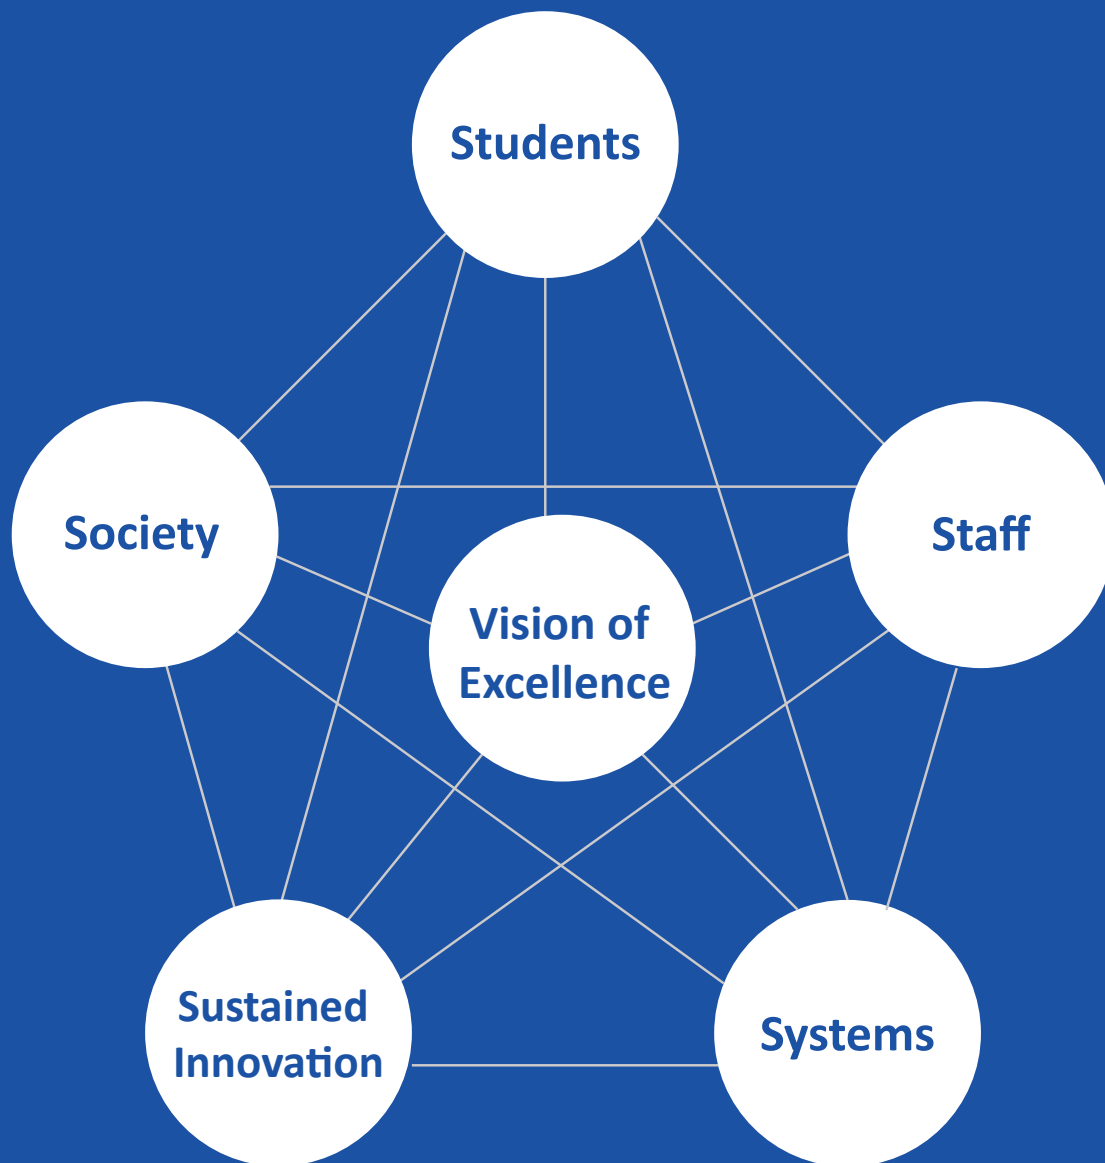 Students
Society
Staff
Vision of
Excellence
Sustained
Innovation
Systems